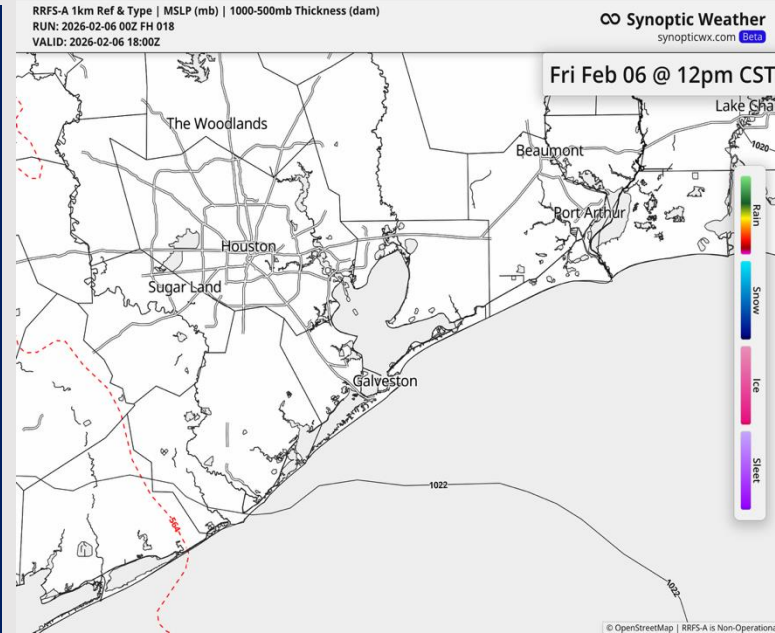 RRFS-A 1km Ref & Type | MSLP (mb) | 1000-500mb Thickness (dam)
RUN: 2026-02-06 00Z FH 018
VALID: 2026-02-06 18:00Z
Synoptic Weather
synopticwx.com Beta
Fri Feb 06 @ 12pm CST
Lake Cha
The Woodlands
1020
Beaumont
Port Arthur
Rain
Houston
Sugar Land
Snow
Ice
Galveston
Sleet
1022
564
1022
© OpenStreetMap | RRFS-A is Non-Operationa